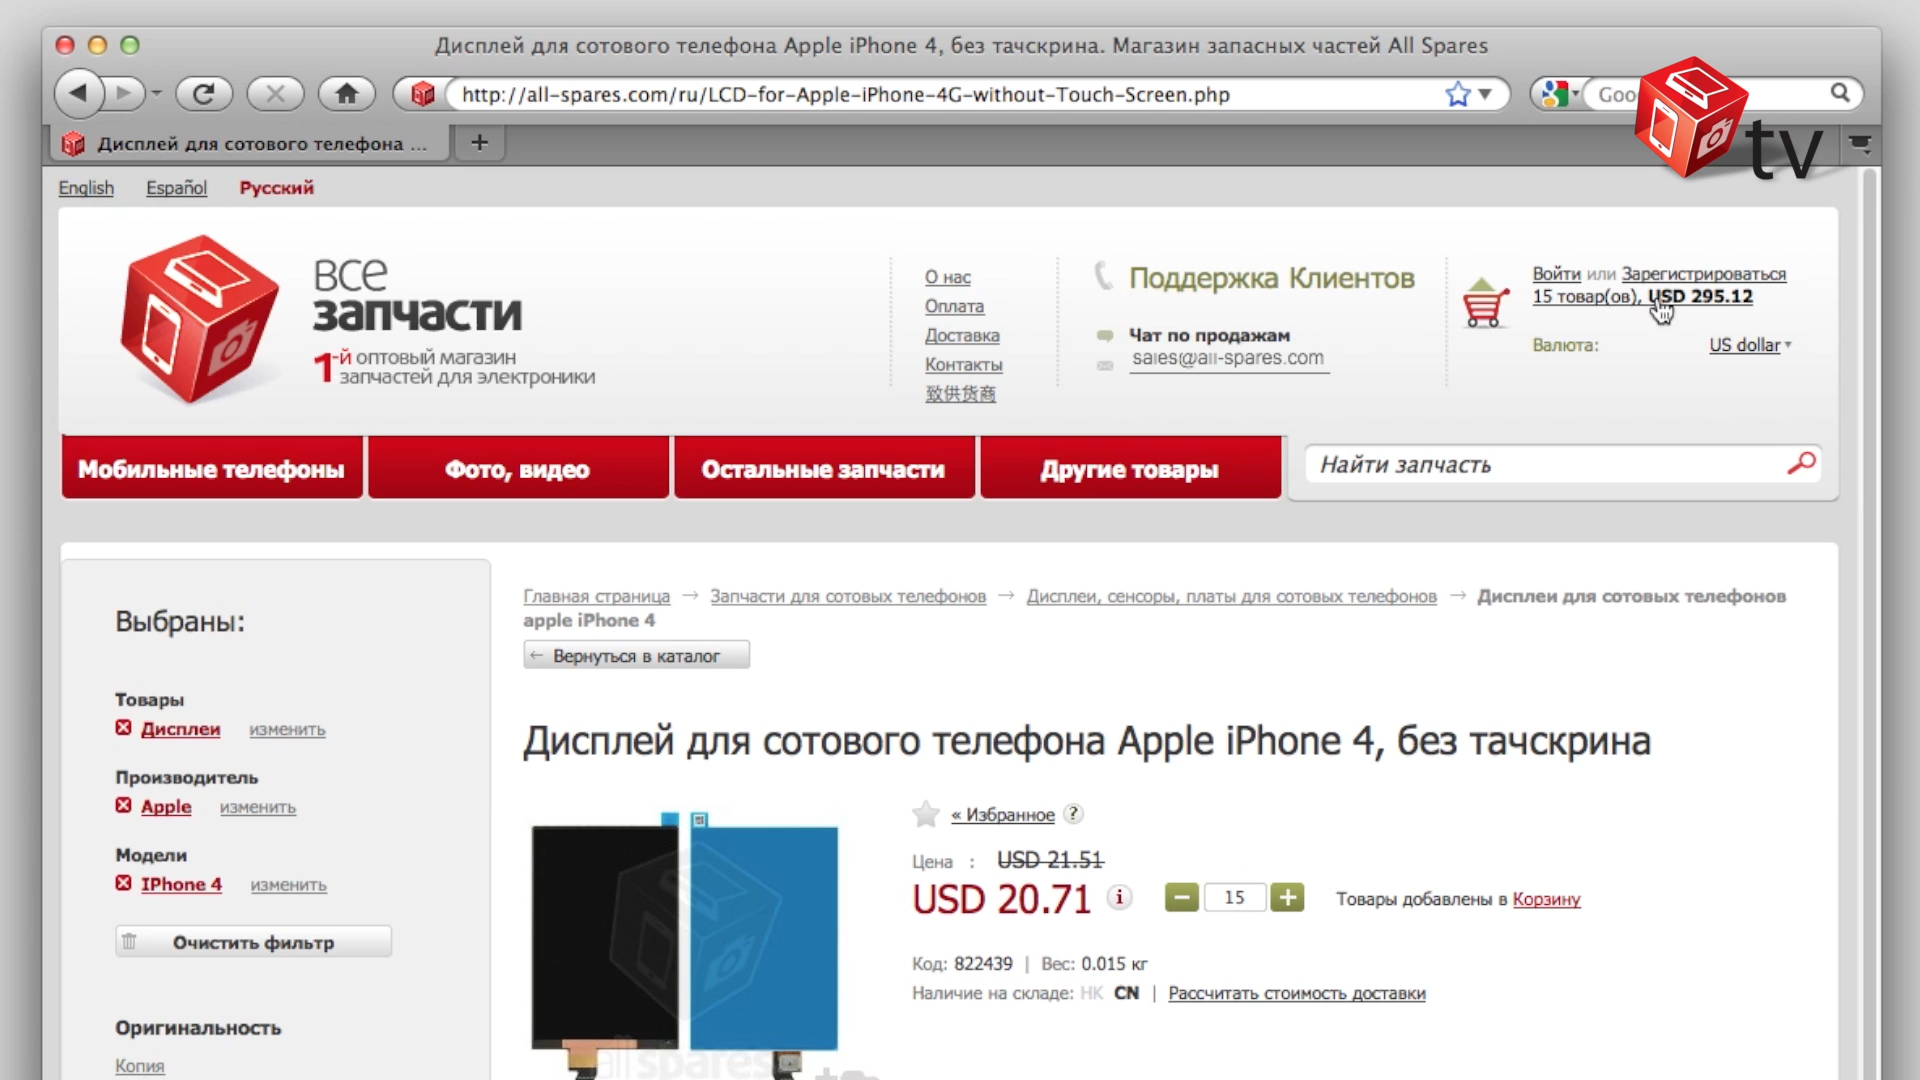 Дисплей для сотового телефона Apple iPhone 4, без тачскрина. Магазин запасных частей All Spares
http://all-spares.com/ru/LCD-for-Apple-iPhone-4G-without-Touch-Screen.php
Goo
tv
Дисплей для сотового телефона ...
English Español Русский
все
запчасти
1-й оптовый магазин
запчастей для электроники
О нас
Оплата
Доставка
Контакты
致供货商
Поддержка Клиентов
Чат по продажам
sales@all-spares.com
Войти или Зарегистрироваться
15 товар(ов), USD 295.12
Валюта: US dollar
Мобильные телефоны
Фото, видео
Остальные запчасти
Другие товары
Найти запчасть
Выбраны:
Товары
Дисплеи изменить
Производитель
Apple изменить
Модели
IPhone 4 изменить
Очистить фильтр
Оригинальность
Копия
Главная страница → Запчасти для сотовых телефонов → Дисплеи, сенсоры, платы для сотовых телефонов → Дисплеи для сотовых телефонов
apple iPhone 4
← Вернуться в каталог
Дисплей для сотового телефона Apple iPhone 4, без тачскрина
« Избранное ?
Цена : USD 21.51
USD 20.71 i − 15 + Товары добавлены в Корзину
Код: 822439 | Вес: 0.015 кг
Наличие на складе: HK CN | Рассчитать стоимость доставки
all spares